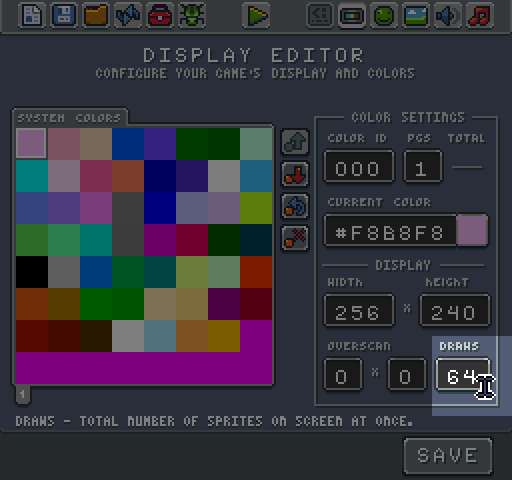 DISPLAY EDITOR
CONFIGURE YOUR GAME'S DISPLAY AND COLORS
SYSTEM COLORS
COLOR SETTINGS
COLOR ID PGS TOTAL
000 1
CURRENT COLOR
#F8B8F8
DISPLAY
WIDTH HEIGHT
256 × 240
OVERSCAN DRAWS
0 × 0 64
1
DRAWS - TOTAL NUMBER OF SPRITES ON SCREEN AT ONCE.
SAVE